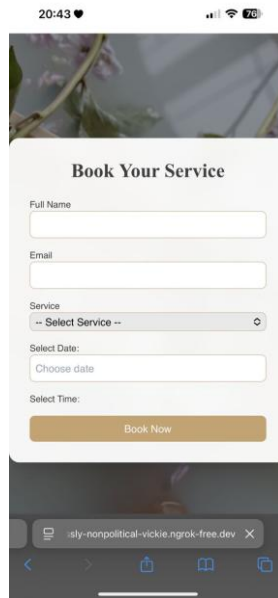 20:43
76
Book Your Service
Full Name
Email
Service
-- Select Service --
Select Date:
Choose date
Select Time:
Book Now
sly-nonpolitical-vickie.ngrok-free.dev